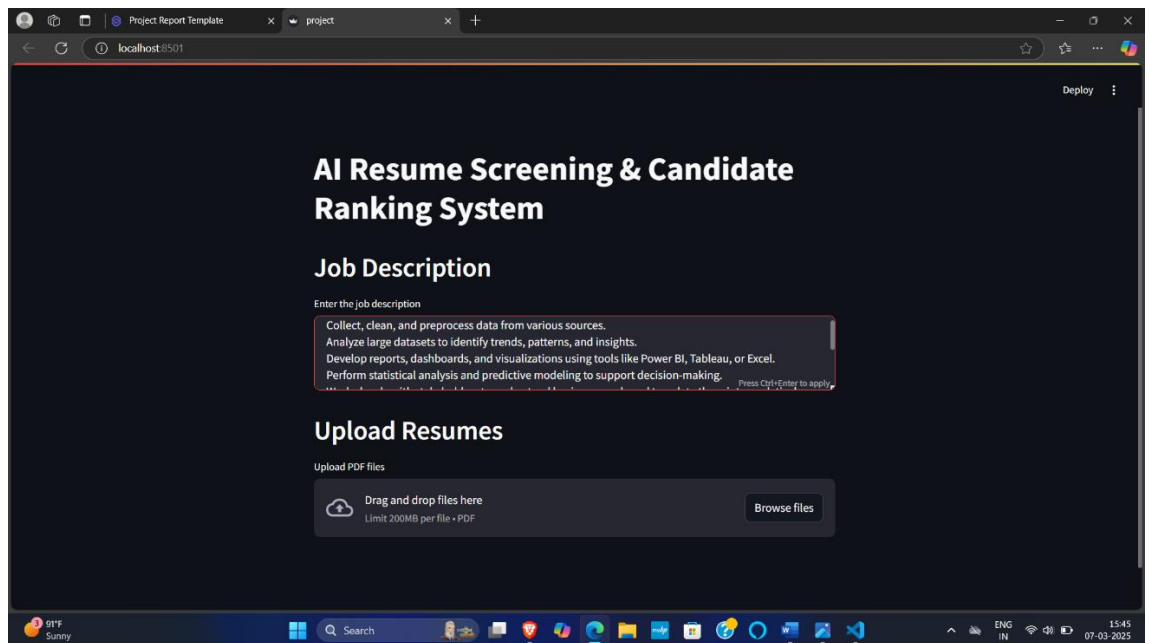 Project Report Template
project
localhost:8501
Deploy
AI Resume Screening & Candidate
Ranking System
Job Description
Enter the job description
Collect, clean, and preprocess data from various sources.
Analyze large datasets to identify trends, patterns, and insights.
Develop reports, dashboards, and visualizations using tools like Power BI, Tableau, or Excel.
Perform statistical analysis and predictive modeling to support decision-making.
Press Ctrl+Enter to apply
Upload Resumes
Upload PDF files
Drag and drop files here
Limit 200MB per file • PDF
Browse files
3
91°F
Sunny
Search
ENG
IN
15:45
07-03-2025